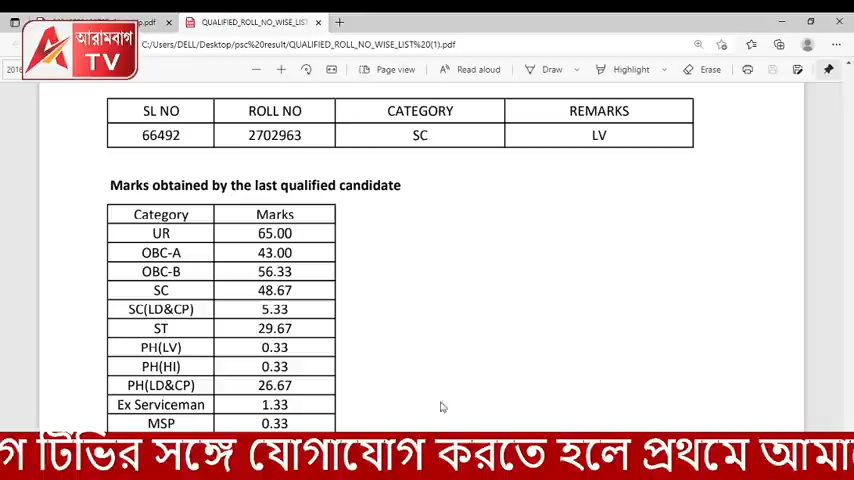 .pdf
QUALIFIED_ROLL_NO_WISE_LIST
আরামবাগ
TV
C:/Users/DELL/Desktop/psc%20result/QUALIFIED_ROLL_NO_WISE_LIST%20(1).pdf
2016
Page view
Read aloud
Draw
Highlight
Erase
SL NO ROLL NO CATEGORY REMARKS
66492 2702963 SC LV
Marks obtained by the last qualified candidate
Category Marks
UR 65.00
OBC-A 43.00
OBC-B 56.33
SC 48.67
SC(LD&CP) 5.33
ST 29.67
PH(LV) 0.33
PH(HI) 0.33
PH(LD&CP) 26.67
Ex Serviceman 1.33
MSP 0.33
গ টিভির সঙ্গে যোগাযোগ করতে হলে প্রথমে আমা